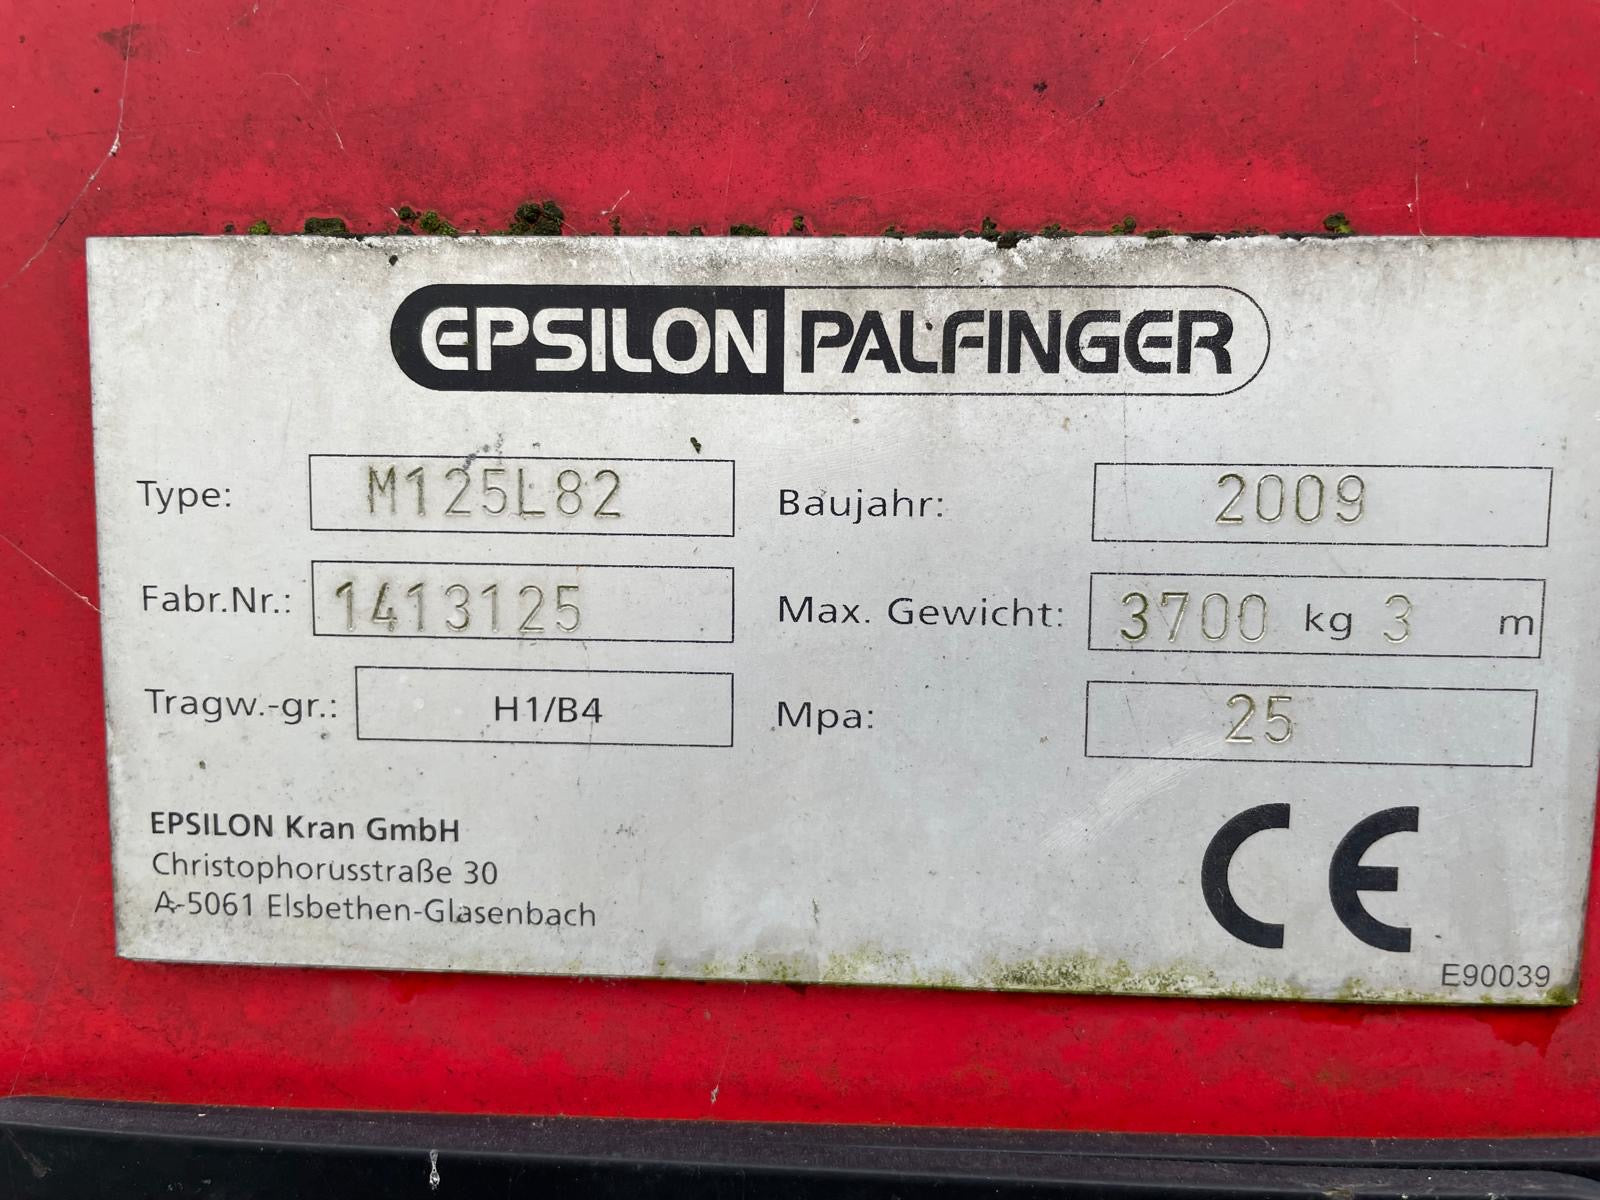 EPSILON PALFINGER
Type: M125L82 Baujahr: 2009
Fabr.Nr.: 1413125 Max. Gewicht: 3700 kg 3 m
Tragw.-gr.: H1/B4 Mpa: 25
EPSILON Kran GmbH
Christophorusstraße 30
A-5061 Elsbethen-Glasenbach
CE
E90039